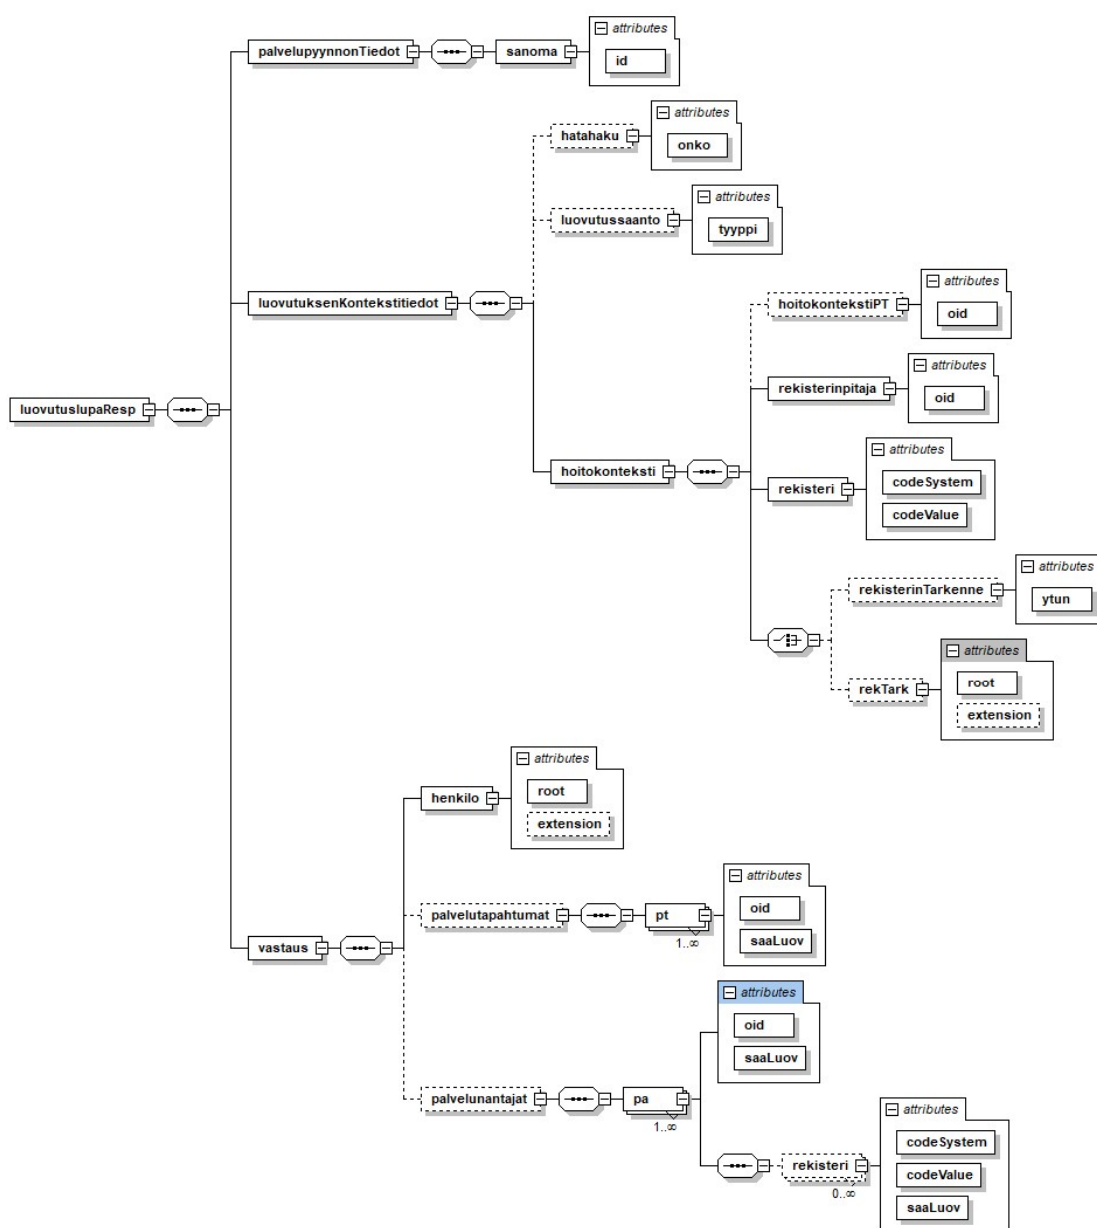 attributes
palvelupyynnonTiedot
sanoma
id
attributes
hatahaku
onko
attributes
luovutussaanto
tyyppi
attributes
luovutuksenKontekstitiedot
hoitokontekstiPT
oid
attributes
rekisterinpitaja
oid
luovutuslupaResp
attributes
hoitokonteksti
rekisteri
codeSystem
codeValue
attributes
rekisterinTarkenne
ytun
attributes
rekTark
root
extension
attributes
henkilo
root
extension
attributes
palvelutapahtumat
pt
oid
1..∞
saaLuov
vastaus
attributes
oid
saaLuov
palvelunantajat
pa
1..∞
attributes
rekisteri
0..∞
codeSystem
codeValue
saaLuov